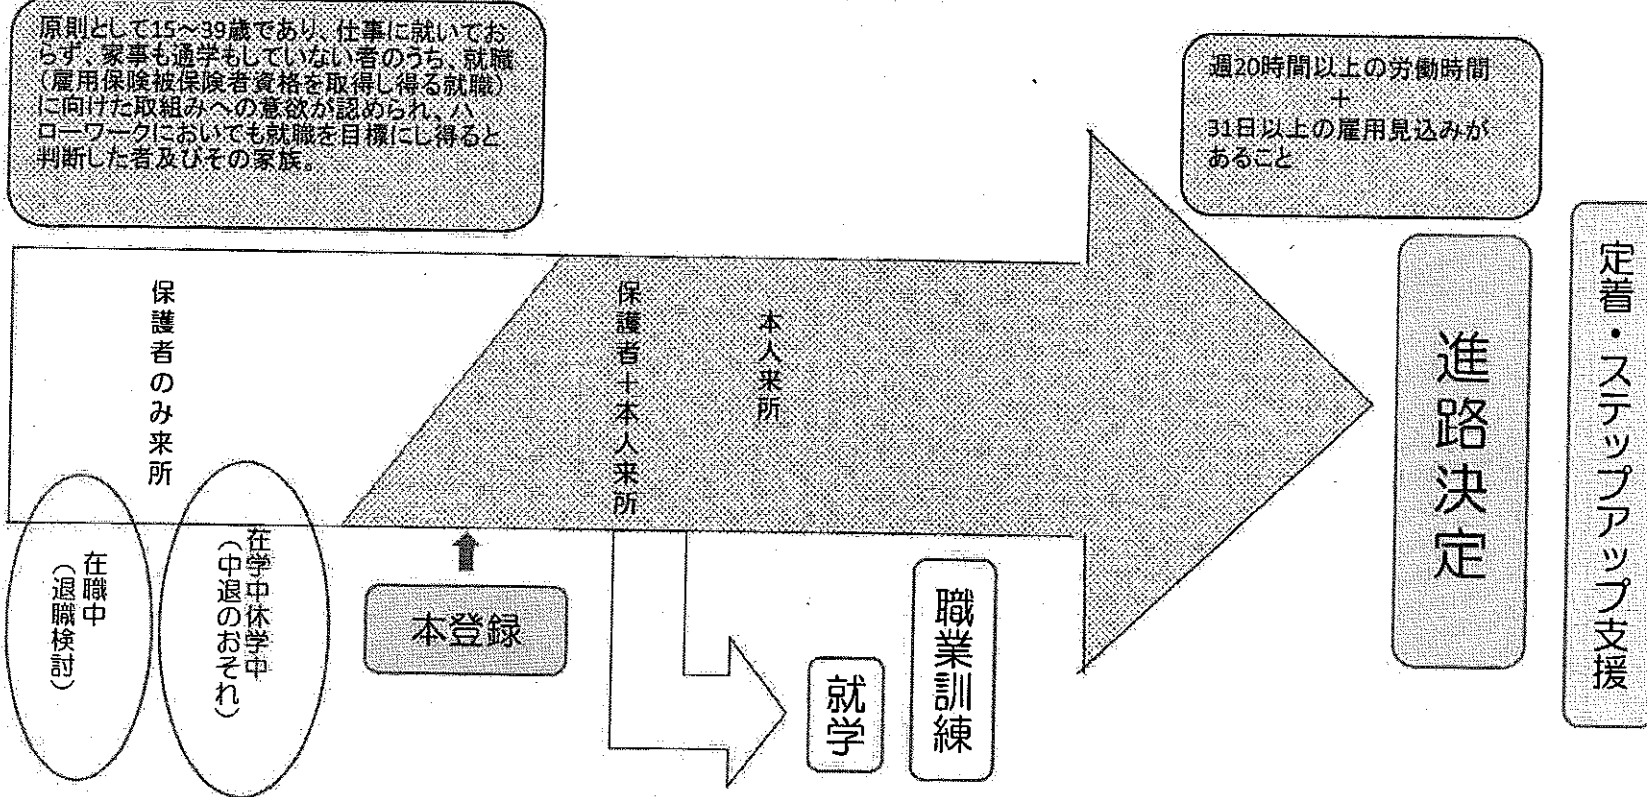 原則として15～39歳であり、仕事に就いてお
らず、家事も通学もしていない者のうち、就職
（雇用保険被保険者資格を取得し得る就職）
に向けた取組みへの意欲が認められ、ハ
ローワークにおいても就職を目標にし得ると
判断した者及びその家族。
週20時間以上の労働時間
＋
31日以上の雇用見込みが
あること
保護者のみ来所
保護者＋本人来所
本人来所
進路決定
定着・ステップアップ支援
在職中
（退職検討）
在学中休学中
（中退のおそれ）
本登録
就学
職業訓練